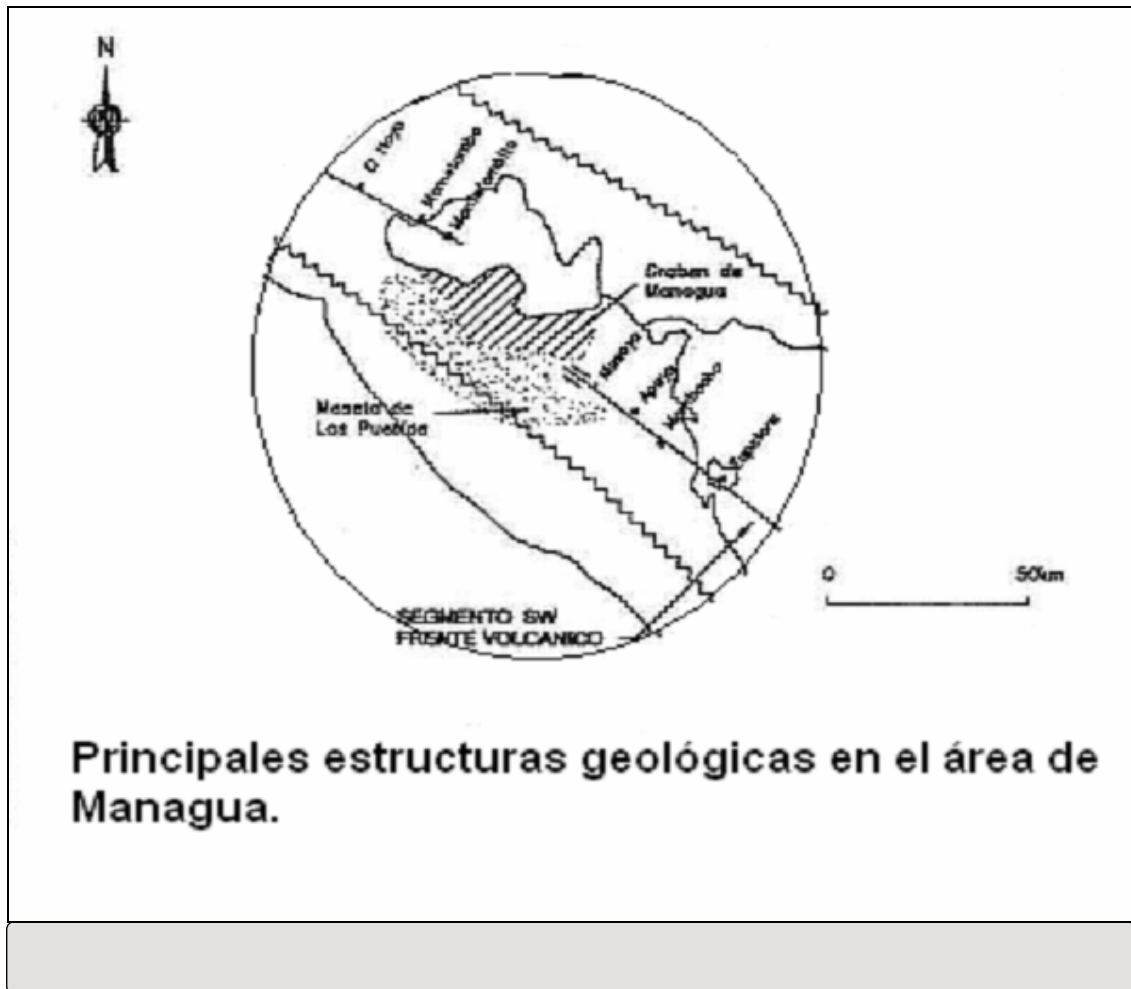 N
El Hoyo
Momotombo
Momotombito
Graben de
Managua
Masaya
Apoyo
Mombacho
Zapatera
Meseta de
Los Pueblos
0 50km
SEGMENTO SW
FRENTE VOLCANICO
Principales estructuras geológicas en el área de
Managua.